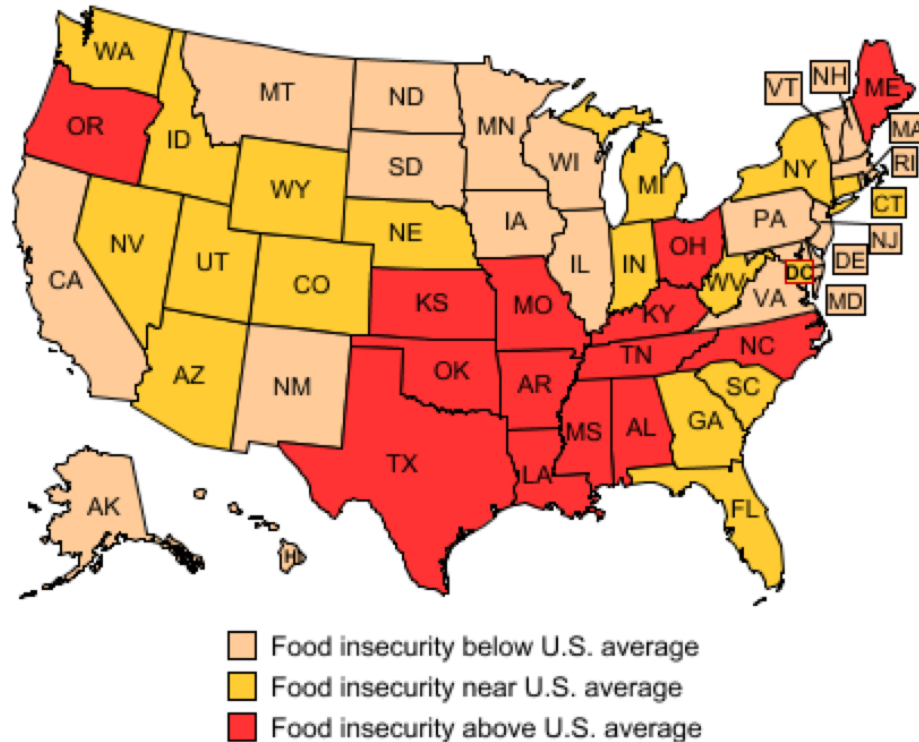 WA
MT
ND
MN
VT
NH
ME
OR
ID
SD
WI
MA
WY
MI
NY
RI
NV
NE
IA
PA
CT
CA
UT
CO
IL
IN
OH
NJ
DE
DC
WV
VA
MD
KS
MO
KY
AZ
NM
OK
AR
TN
NC
SC
MS
AL
GA
TX
LA
FL
AK
H
Food insecurity below U.S. average
Food insecurity near U.S. average
Food insecurity above U.S. average